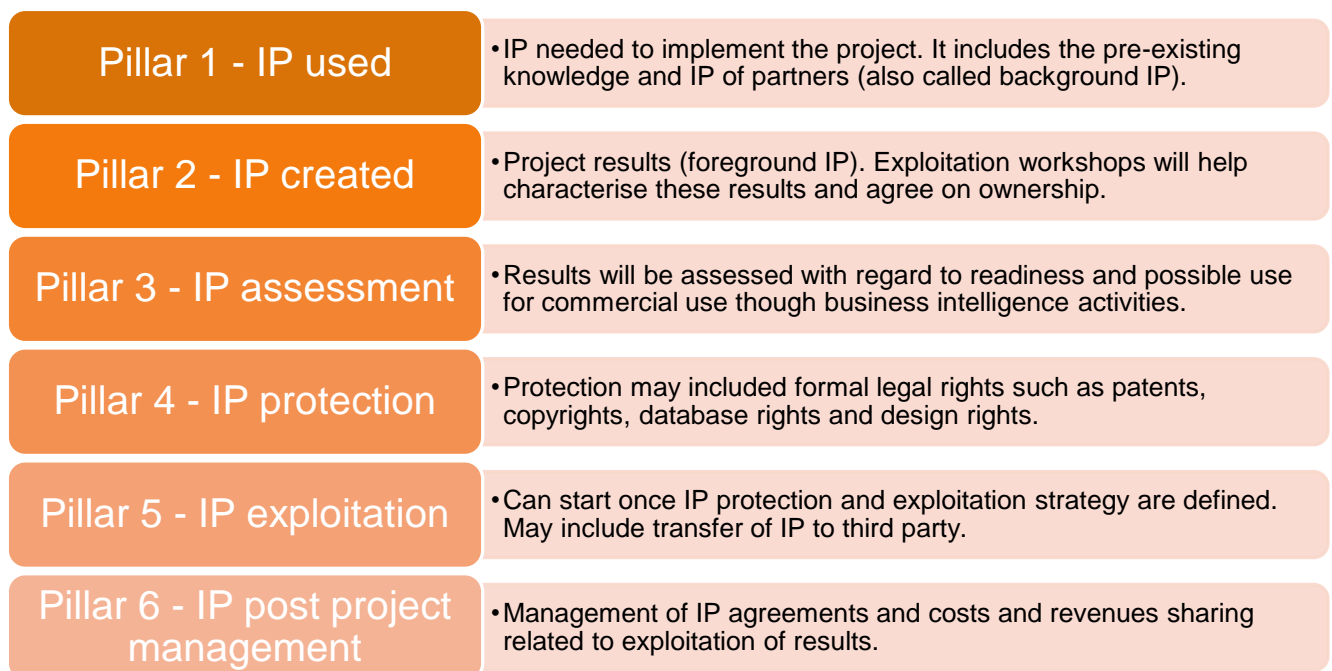 Pillar 1 - IP used
•IP needed to implement the project. It includes the pre-existing
knowledge and IP of partners (also called background IP).
Pillar 2 - IP created
•Project results (foreground IP). Exploitation workshops will help
characterise these results and agree on ownership.
Pillar 3 - IP assessment
•Results will be assessed with regard to readiness and possible use
for commercial use though business intelligence activities.
Pillar 4 - IP protection
•Protection may included formal legal rights such as patents,
copyrights, database rights and design rights.
Pillar 5 - IP exploitation
•Can start once IP protection and exploitation strategy are defined.
May include transfer of IP to third party.
Pillar 6 - IP post project
management
•Management of IP agreements and costs and revenues sharing
related to exploitation of results.